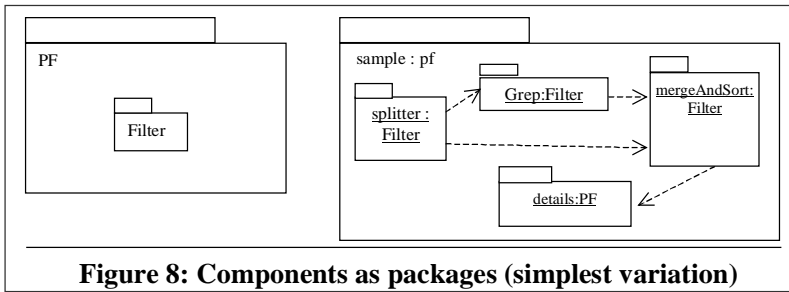 PF
Filter
sample : pf
splitter :
Filter
Grep:Filter
mergeAndSort:
Filter
details:PF
Figure 8: Components as packages (simplest variation)